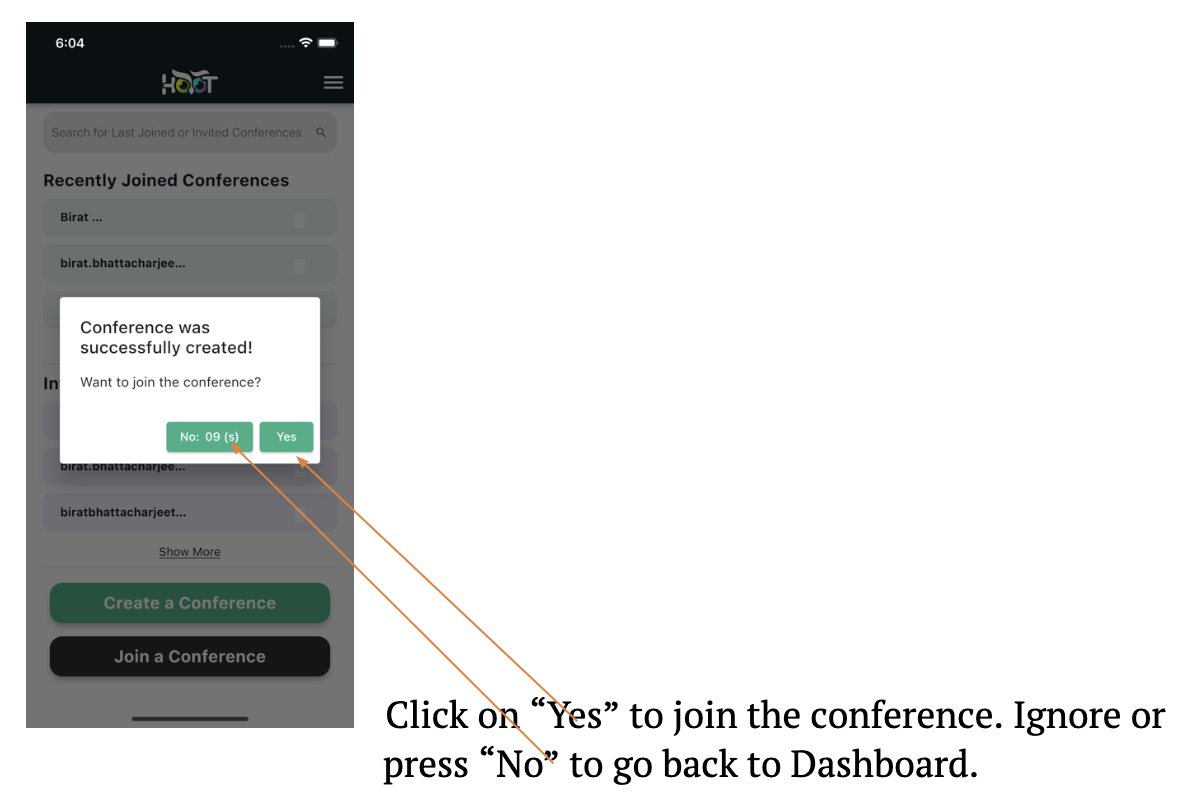 6:04
HOOT
Search for Last Joined or Invited Conferences
Recently Joined Conferences
Birat ...
birat.bhattacharjee...
Conference was
successfully created!
In
Want to join the conference?
No: 09 (s) Yes
birat.bhattacharjee...
biratbhattacharjeet...
Show More
Create a Conference
Join a Conference
Click on “Yes” to join the conference. Ignore or
press “No” to go back to Dashboard.